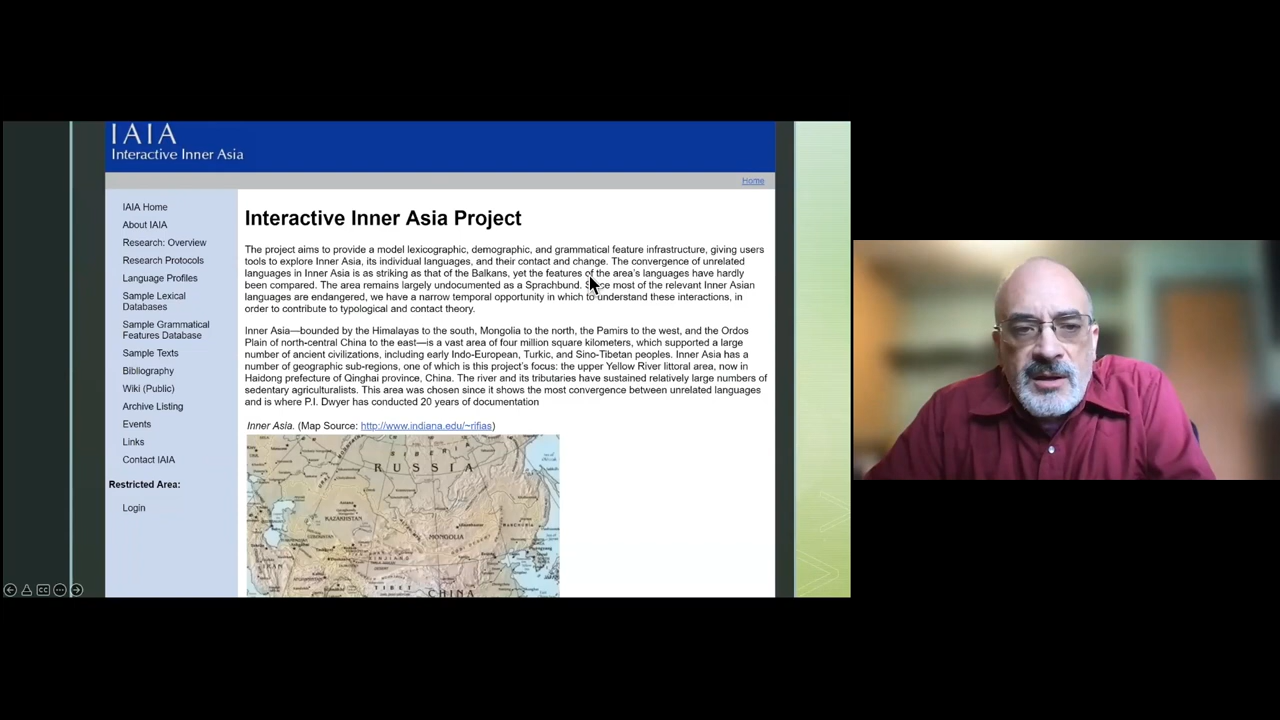 IAIA
Interactive Inner Asia
Home
IAIA Home
About IAIA
Research: Overview
Research Protocols
Language Profiles
Sample Lexical
Databases
Sample Grammatical
Features Database
Sample Texts
Bibliography
Wiki (Public)
Archive Listing
Events
Links
Contact IAIA
Restricted Area:
Login
Interactive Inner Asia Project
The project aims to provide a model lexicographic, demographic, and grammatical feature infrastructure, giving users
tools to explore Inner Asia, its individual languages, and their contact and change. The convergence of unrelated
languages in Inner Asia is as striking as that of the Balkans, yet the features of the area's languages have hardly
been compared. The area remains largely undocumented as a Sprachbund. Since most of the relevant Inner Asian
languages are endangered, we have a narrow temporal opportunity in which to understand these interactions, in
order to contribute to typological and contact theory.
Inner Asia—bounded by the Himalayas to the south, Mongolia to the north, the Pamirs to the west, and the Ordos
Plain of north-central China to the east—is a vast area of four million square kilometers, which supported a large
number of ancient civilizations, including early Indo-European, Turkic, and Sino-Tibetan peoples. Inner Asia has a
number of geographic sub-regions, one of which is this project's focus: the upper Yellow River littoral area, now in
Haidong prefecture of Qinghai province, China. The river and its tributaries have sustained relatively large numbers of
sedentary agriculturalists. This area was chosen since it shows the most convergence between unrelated languages
and is where P.I. Dwyer has conducted 20 years of documentation
Inner Asia. (Map Source: http://www.indiana.edu/~rifias)
RUSSIA
KAZAKHSTAN
MONGOLIA
IRAN
TIBET
CHINA